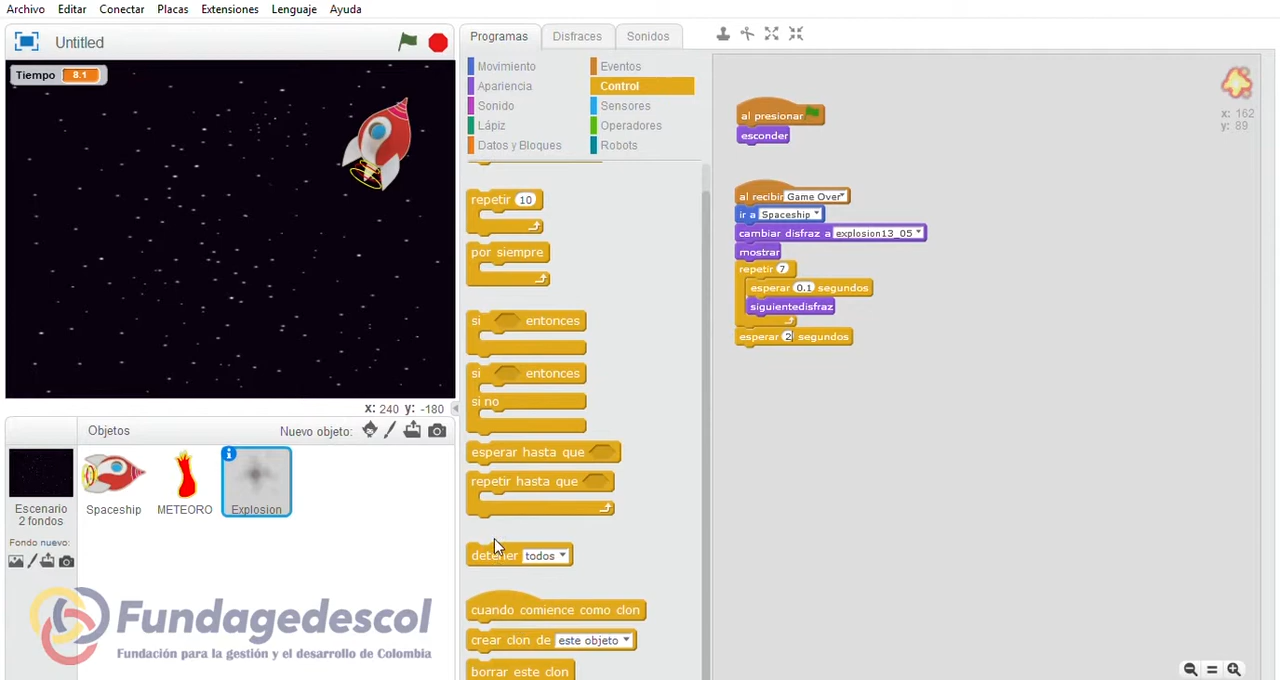 Archivo Editar Conectar Placas Extensiones Lenguaje Ayuda
Untitled
Tiempo 8.1
x: 240 y: -180
Objetos
Nuevo objeto:
Escenario
2 fondos
Fondo nuevo:
Spaceship
METEORO
Explosion
Fundagedescol
Fundación para la gestión y el desarrollo de Colombia
Programas Disfraces Sonidos
Movimiento Eventos
Apariencia Control
Sonido Sensores
Lápiz Operadores
Datos y Bloques Robots
repetir 10
por siempre
si entonces
si entonces
si no
esperar hasta que
repetir hasta que
detener todos
cuando comience como clon
crear clon de este objeto
borrar este clon
x: 162
y: 89
al presionar
esconder
al recibir Game Over
ir a Spaceship
cambiar disfraz a explosion13_05
mostrar
repetir 7
esperar 0.1 segundos
siguientedisfraz
esperar 2 segundos